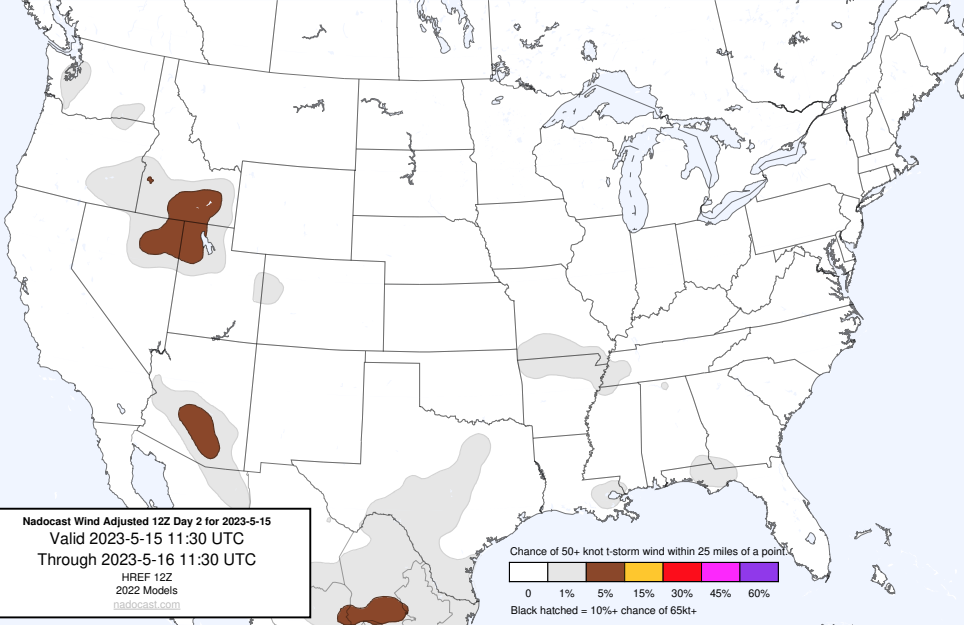 Nadocast Wind Adjusted 12Z Day 2 for 2023-5-15
Valid 2023-5-15 11:30 UTC
Through 2023-5-16 11:30 UTC
HREF 12Z
2022 Models
nadocast.com
Chance of 50+ knot t-storm wind within 25 miles of a point.
0 1% 5% 15% 30% 45% 60%
Black hatched = 10%+ chance of 65kt+